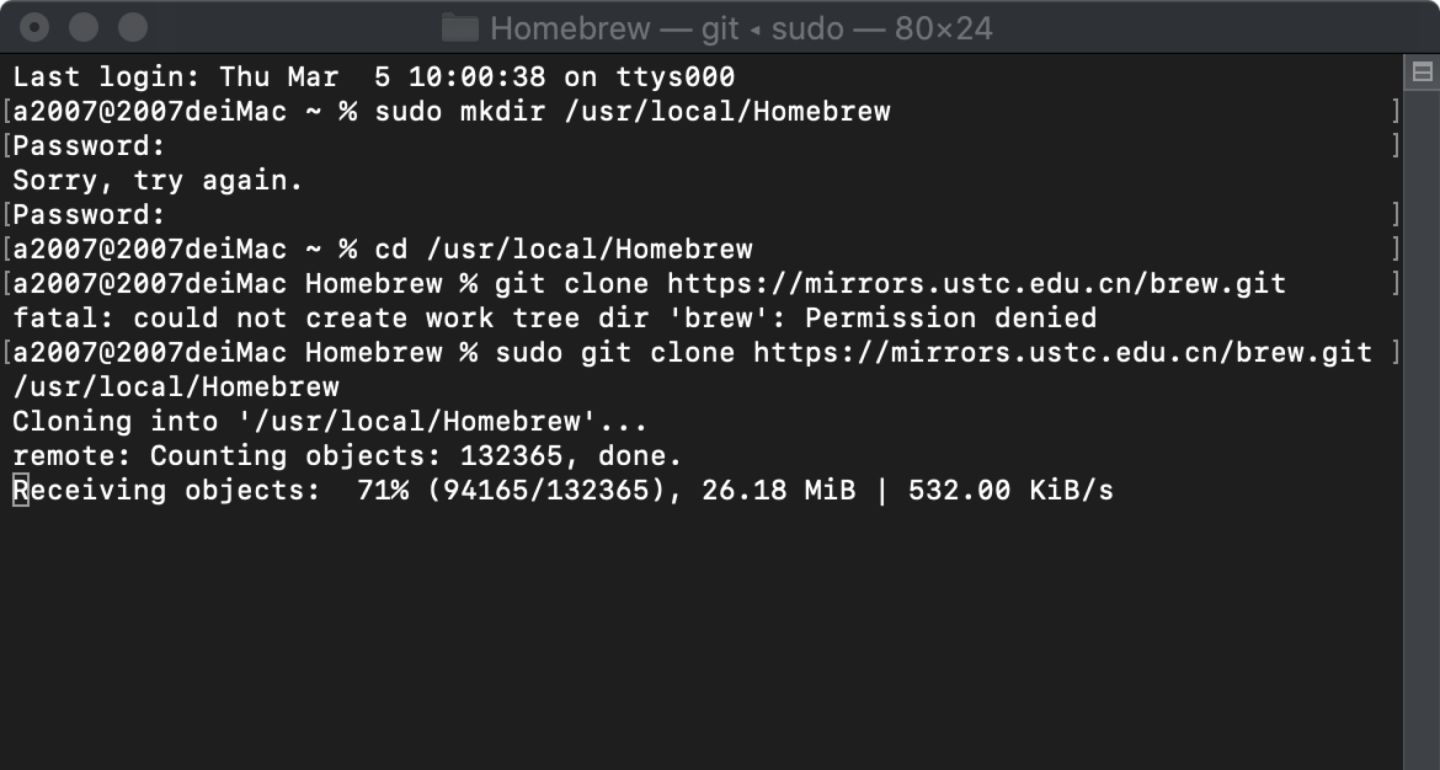 Homebrew — git ◂ sudo — 80×24
Last login: Thu Mar  5 10:00:38 on ttys000
[a2007@2007deiMac ~ % sudo mkdir /usr/local/Homebrew ]
[Password: ]
Sorry, try again.
[Password: ]
[a2007@2007deiMac ~ % cd /usr/local/Homebrew ]
[a2007@2007deiMac Homebrew % git clone https://mirrors.ustc.edu.cn/brew.git ]
fatal: could not create work tree dir 'brew': Permission denied
[a2007@2007deiMac Homebrew % sudo git clone https://mirrors.ustc.edu.cn/brew.git ]
/usr/local/Homebrew
Cloning into '/usr/local/Homebrew'...
remote: Counting objects: 132365, done.
Receiving objects:  71% (94165/132365), 26.18 MiB | 532.00 KiB/s